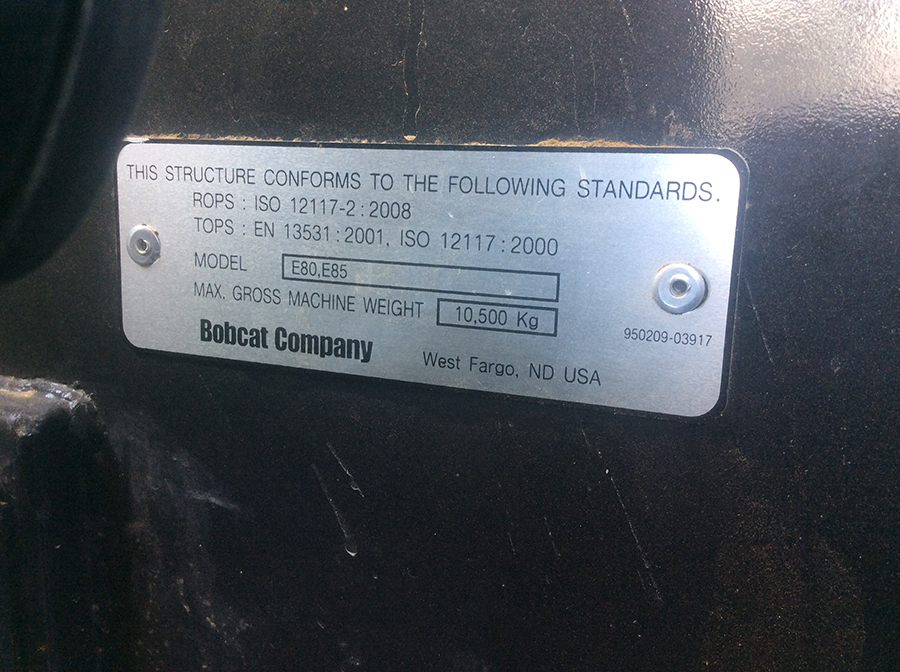 THIS STRUCTURE CONFORMS TO THE FOLLOWING STANDARDS.
ROPS : ISO 12117-2 : 2008
TOPS : EN 13531 : 2001, ISO 12117 : 2000
MODEL E80,E85
MAX. GROSS MACHINE WEIGHT 10,500 Kg
950209-03917
Bobcat Company West Fargo, ND USA